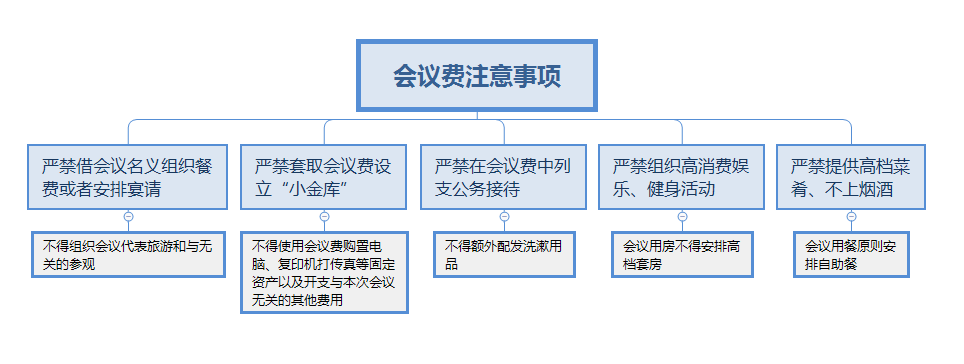 会议费注意事项
严禁借会议名义组织餐
费或者安排宴请
严禁套取会议费设
立“小金库”
严禁在会议费中列
支公务接待
严禁组织高消费娱
乐、健身活动
严禁提供高档菜
肴、不上烟酒
不得组织会议代表旅游和与无
关的参观
不得使用会议费购置电
脑、复印机打传真等固定
资产以及开支与本次会议
无关的其他费用
不得额外配发洗漱用
品
会议用房不得安排高
档套房
会议用餐原则安
排自助餐